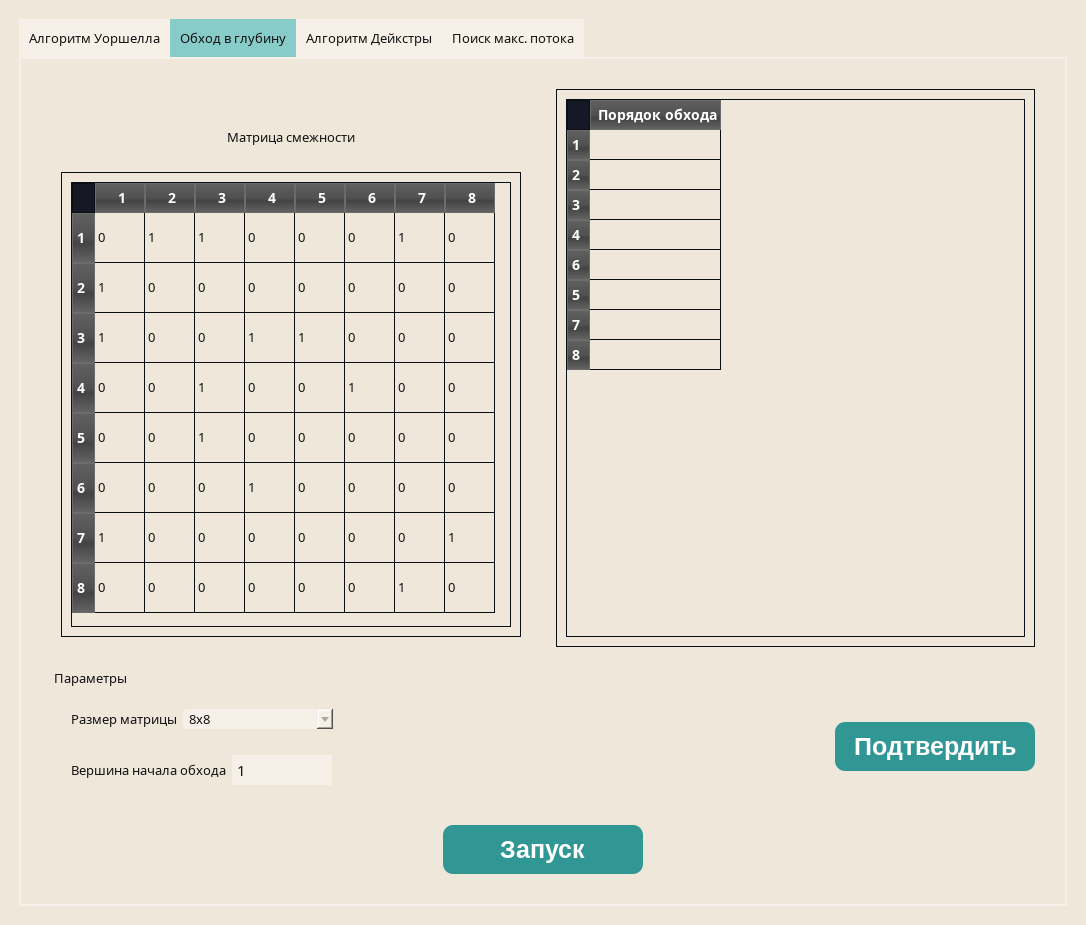 Алгоритм Уоршелла Обход в глубину Алгоритм Дейкстры Поиск макс. потока
Матрица смежности
1 2 3 4 5 6 7 8
1 0 1 1 0 0 0 1 0
2 1 0 0 0 0 0 0 0
3 1 0 0 1 1 0 0 0
4 0 0 1 0 0 1 0 0
5 0 0 1 0 0 0 0 0
6 0 0 0 1 0 0 0 0
7 1 0 0 0 0 0 0 1
8 0 0 0 0 0 0 1 0
Порядок обхода
1
2
3
4
6
5
7
8
Параметры
Размер матрицы 8x8
Вершина начала обхода 1
Подтвердить
Запуск